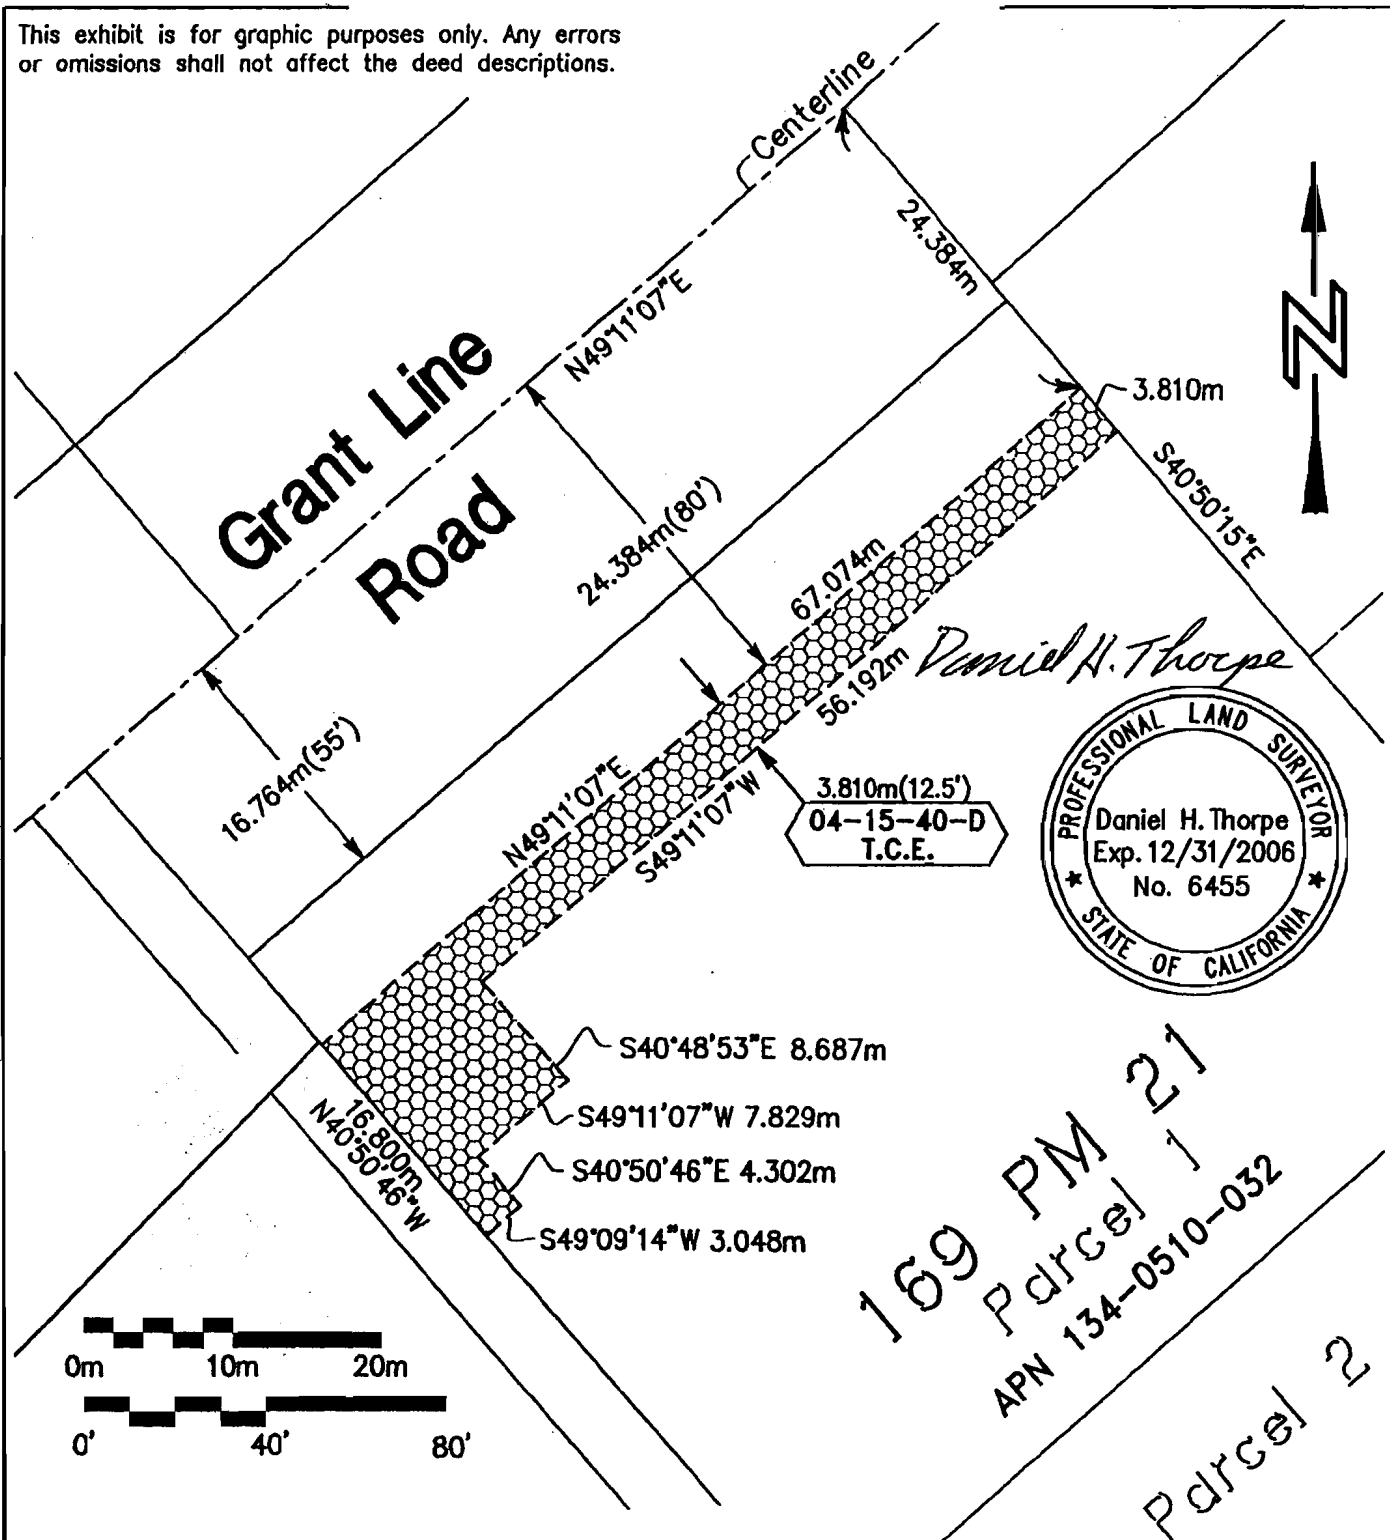 This exhibit is for graphic purposes only. Any errors
or omissions shall not affect the deed descriptions.
Centerline
24.384m
N49°11'07"E
Grant Line
Road
3.810m
S40°50'15"E
24.384m(80')
67.074m
56.192m
Daniel H. Thorpe
16.764m(55')
N49°11'07"E
S49°11'07"W
3.810m(12.5')
04-15-40-D
T.C.E.
PROFESSIONAL LAND SURVEYOR
Daniel H. Thorpe
Exp. 12/31/2006
No. 6455
★ STATE OF CALIFORNIA ★
S40°48'53"E 8.687m
S49°11'07"W 7.829m
S40°50'46"E 4.302m
S49°09'14"W 3.048m
16.800m
N40°50'46"W
169 PM 21
Parcel 1
APN 134-0510-032
Parcel 2
0m 10m 20m
0' 40' 80'